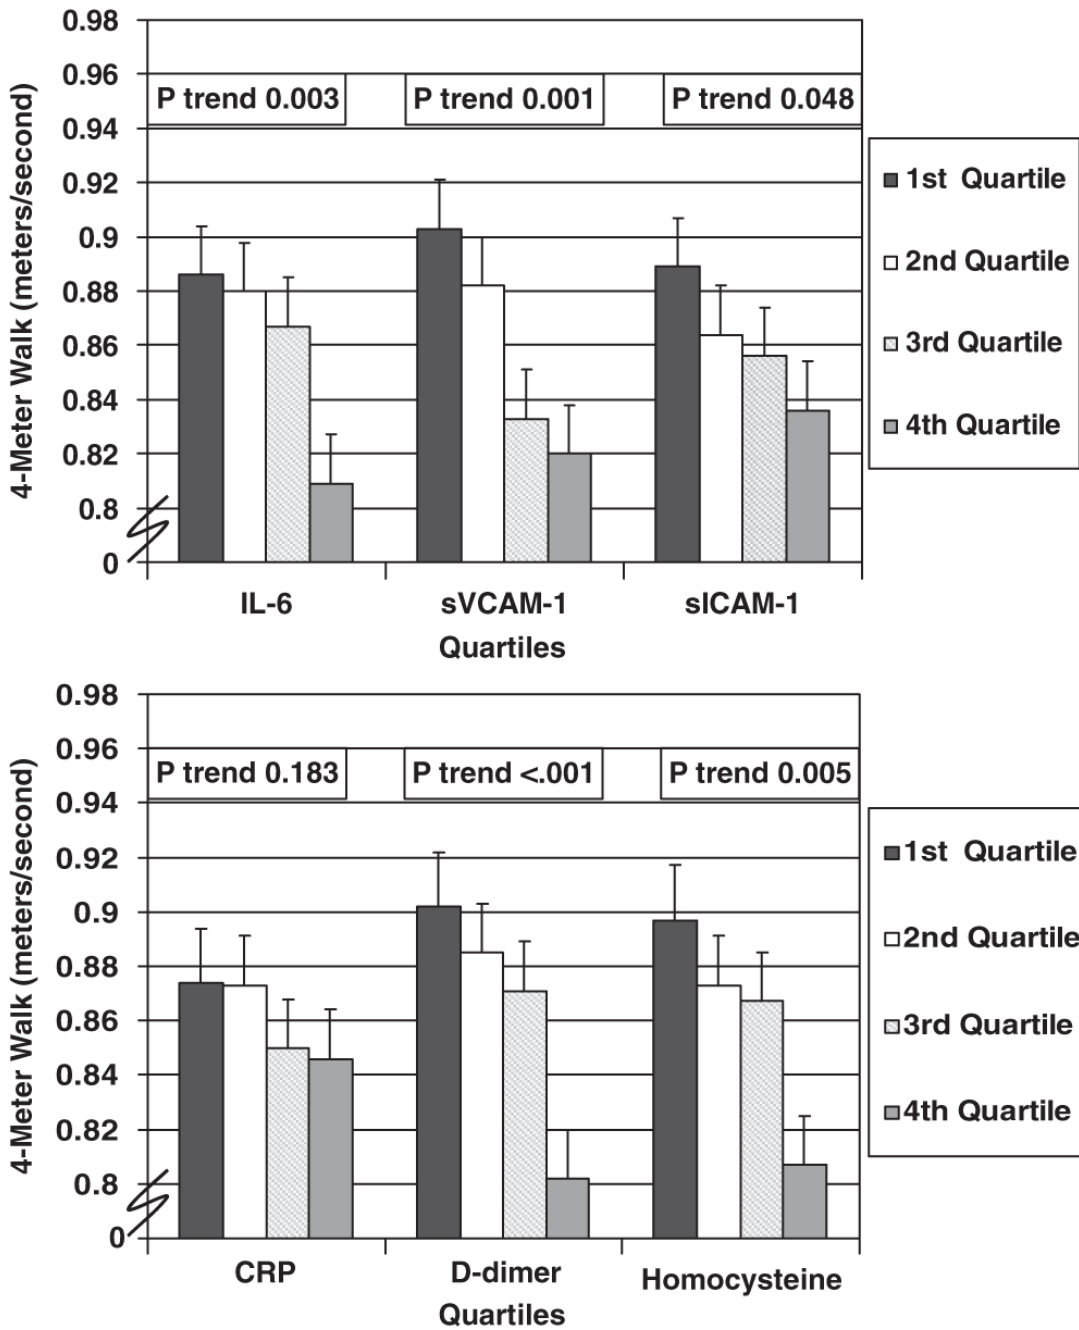 0.98
0.96
P trend 0.003 P trend 0.001 P trend 0.048
0.94
0.92
0.9
0.88
0.86
0.84
0.82
0.8
0
4-Meter Walk (meters/second)
1st Quartile
2nd Quartile
3rd Quartile
4th Quartile
IL-6 sVCAM-1 sICAM-1
Quartiles
0.98
0.96
P trend 0.183 P trend <.001 P trend 0.005
0.94
0.92
0.9
0.88
0.86
0.84
0.82
0.8
0
4-Meter Walk (meters/second)
1st Quartile
2nd Quartile
3rd Quartile
4th Quartile
CRP D-dimer Homocysteine
Quartiles